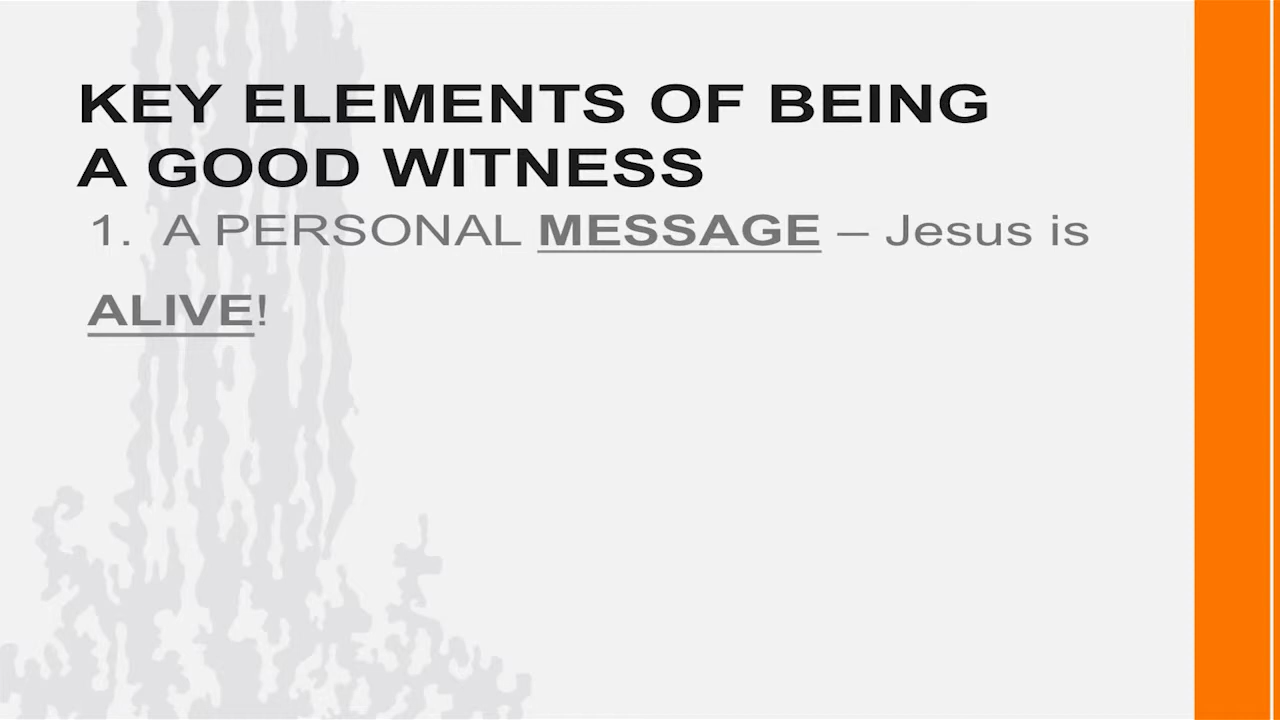 KEY ELEMENTS OF BEING
A GOOD WITNESS
1. A PERSONAL MESSAGE – Jesus is
ALIVE!